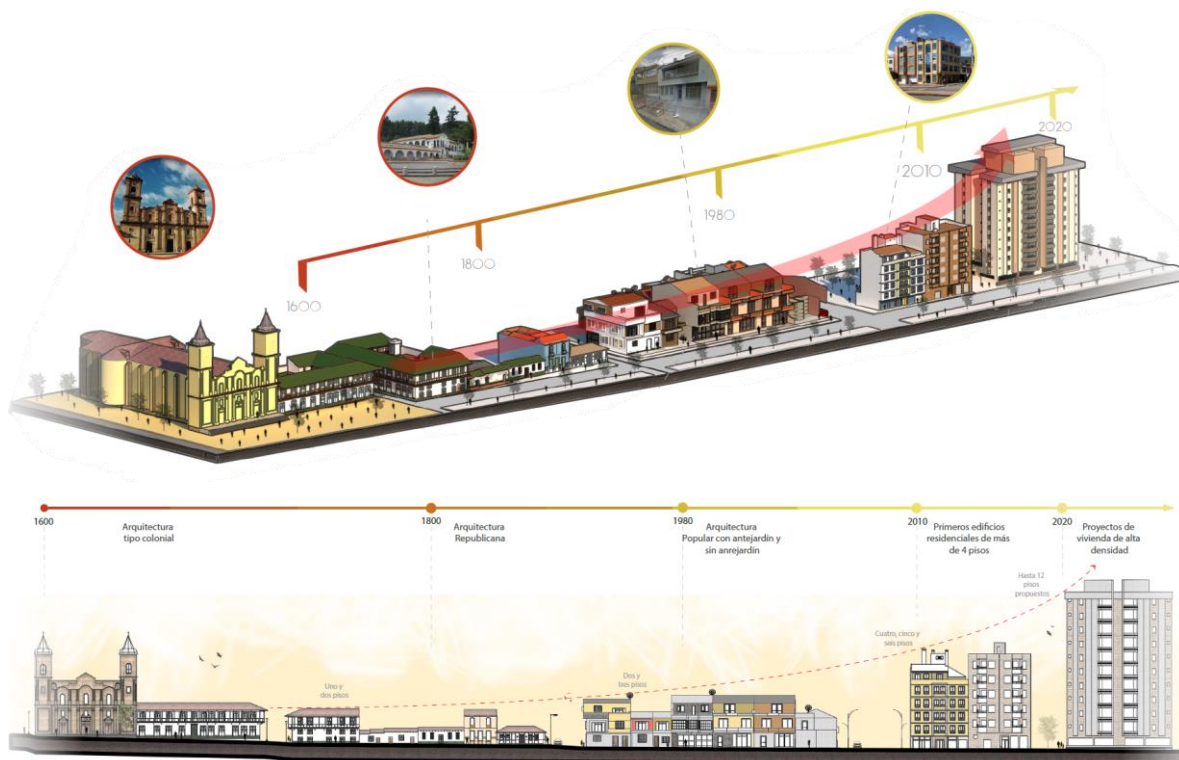 1600
1800
1980
2010
2020
1600
1800
1980
2010
2020
Arquitectura
tipo colonial
Arquitectura
Republicana
Arquitectura
Popular con antejardín y
sin anrejardín
Primeros edificios
residenciales de más
de 4 pisos
Proyectos de
vivienda de alta
densidad
Uno y
dos pisos
Dos y
tres pisos
Cuatro, cinco y
seis pisos
Hasta 12
pisos
propuestos